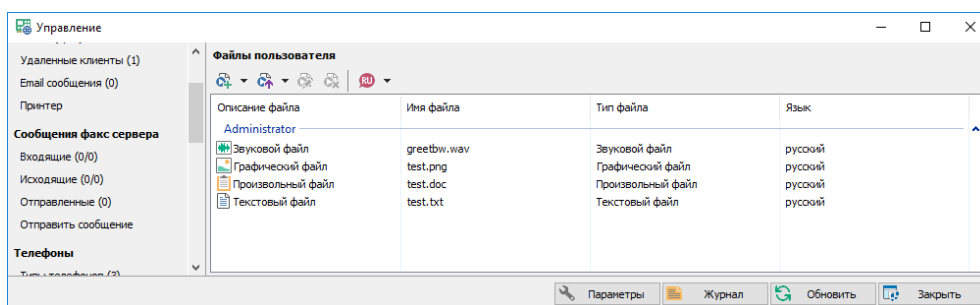 Управление
Удаленные клиенты (1)
Email сообщения (0)
Принтер
Сообщения факс сервера
Входящие (0/0)
Исходящие (0/0)
Отправленные (0)
Отправить сообщение
Телефоны
Типы телефонов (3)
Файлы пользователя
RU
Описание файла Имя файла Тип файла Язык
Administrator
Звуковой файл greetbw.wav Звуковой файл русский
Графический файл test.png Графический файл русский
Произвольный файл test.doc Произвольный файл русский
Текстовый файл test.txt Текстовый файл русский
Параметры Журнал Обновить Закрыть